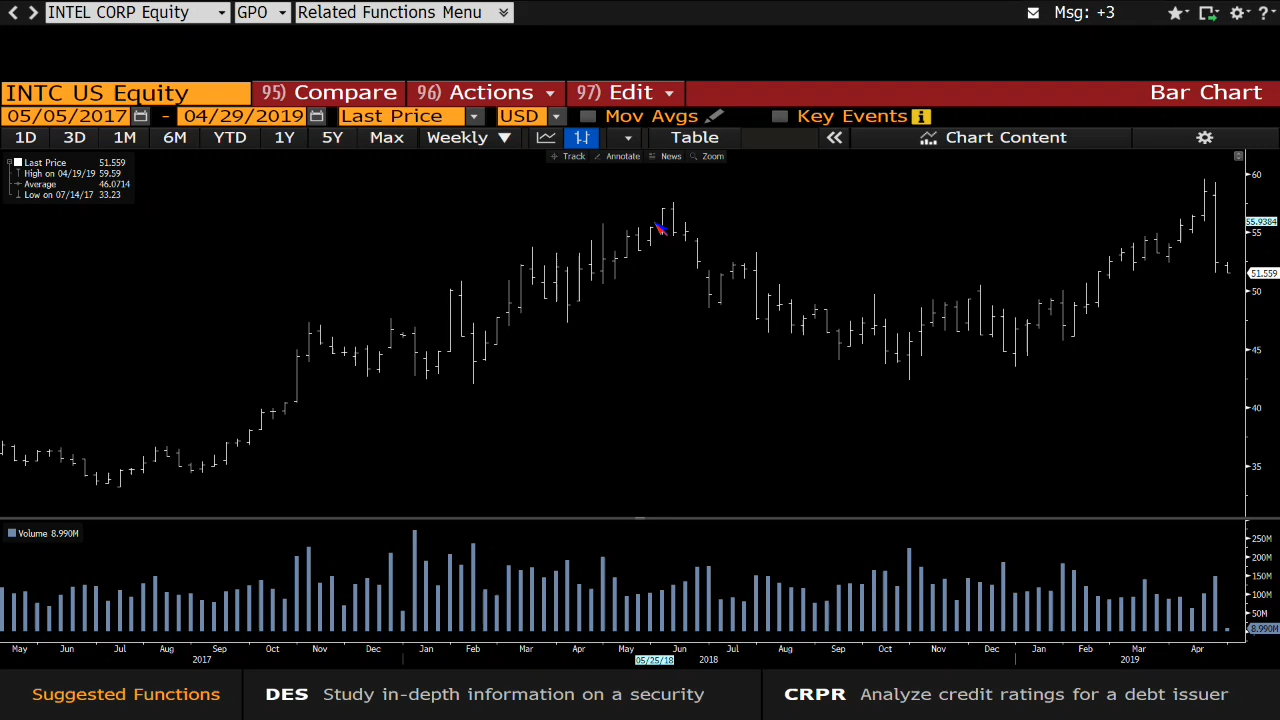 INTEL CORP Equity GPO Related Functions Menu Msg: +3 ?
INTC US Equity 95) Compare 96) Actions 97) Edit Bar Chart
05/05/2017 - 04/29/2019 Last Price USD Mov Avgs Key Events i
1D 3D 1M 6M YTD 1Y 5Y Max Weekly Table Chart Content
Track Annotate News Zoom
Last Price 51.559
High on 04/19/19 59.59
Average 46.0714
Low on 07/14/17 33.23
60
55.9384
55
51.559
50
45
40
35
Volume 8.990M
250M
200M
150M
100M
50M
8.990M
May Jun Jul Aug Sep Oct Nov Dec Jan Feb Mar Apr May Jun Jul Aug Sep Oct Nov Dec Jan Feb Mar Apr
2017 05/25/18 2018 2019
Suggested Functions DES Study in-depth information on a security CRPR Analyze credit ratings for a debt issuer